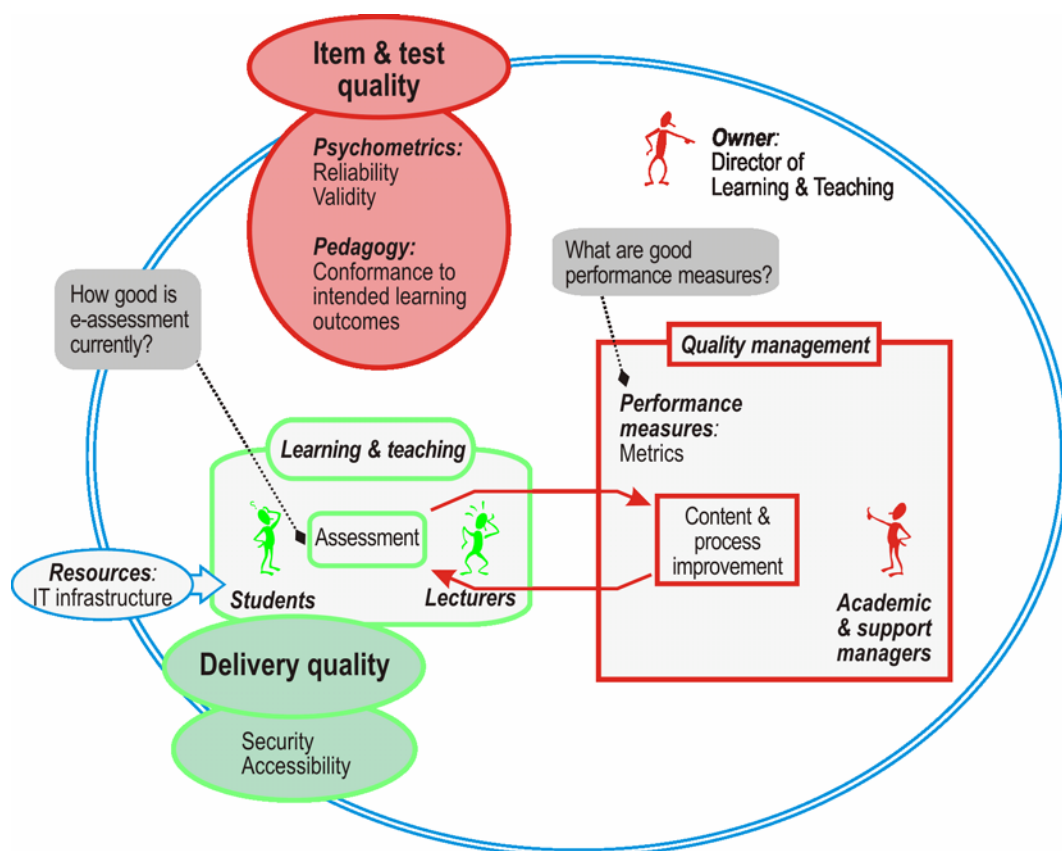 Item & test
quality
Psychometrics:
Reliability
Validity
Pedagogy:
Conformance to
intended learning
outcomes
Owner:
Director of
Learning & Teaching
What are good
performance measures?
How good is
e-assessment
currently?
Quality management
Performance
measures:
Metrics
Learning & teaching
Assessment
Content &
process
improvement
Resources:
IT infrastructure
Students
Lecturers
Academic
& support
managers
Delivery quality
Security
Accessibility